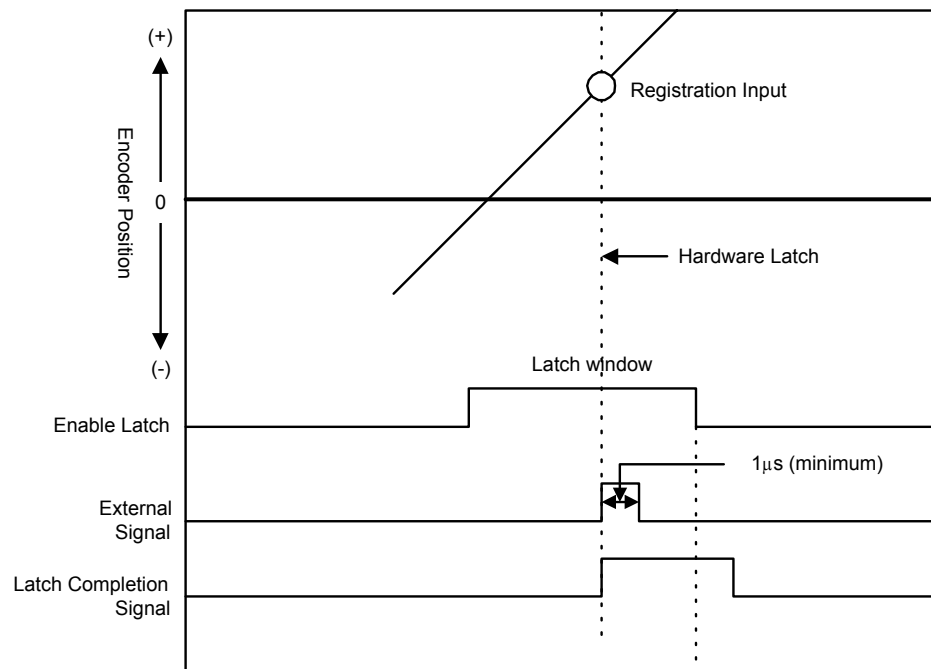 (+)
Registration Input
Encoder Position
0
Hardware Latch
(-)
Latch window
Enable Latch
1μs (minimum)
External
Signal
Latch Completion
Signal